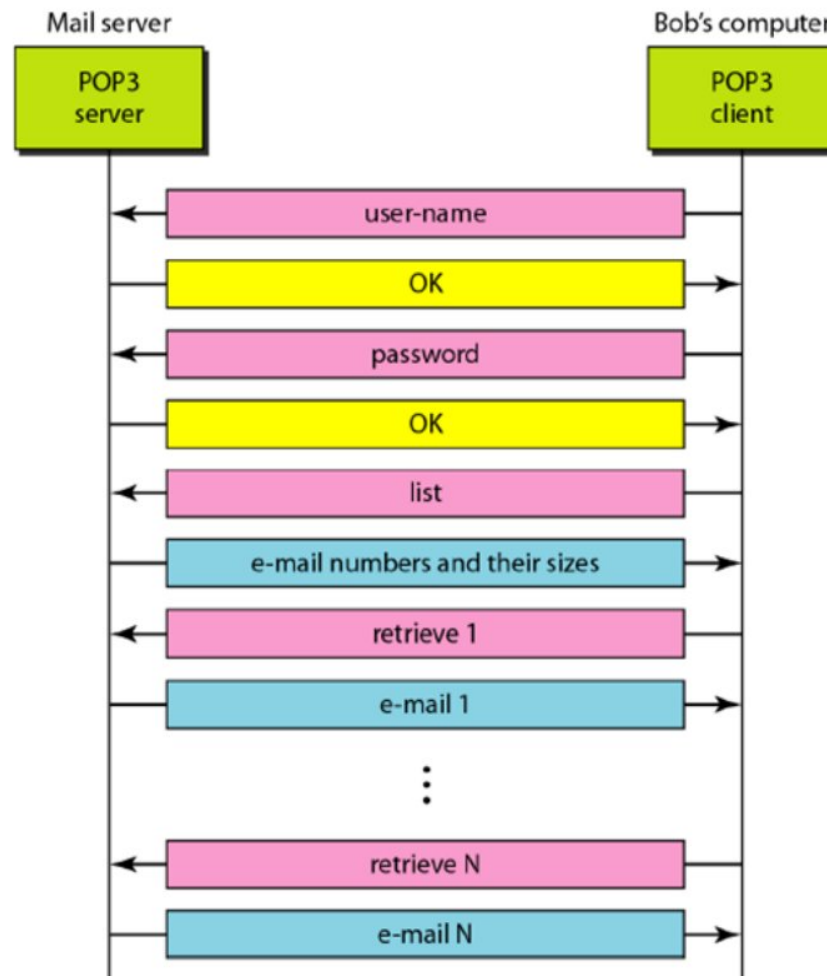 Mail server
Bob's computer
POP3
server
POP3
client
user-name
OK
password
OK
list
e-mail numbers and their sizes
retrieve 1
e-mail 1
retrieve N
e-mail N